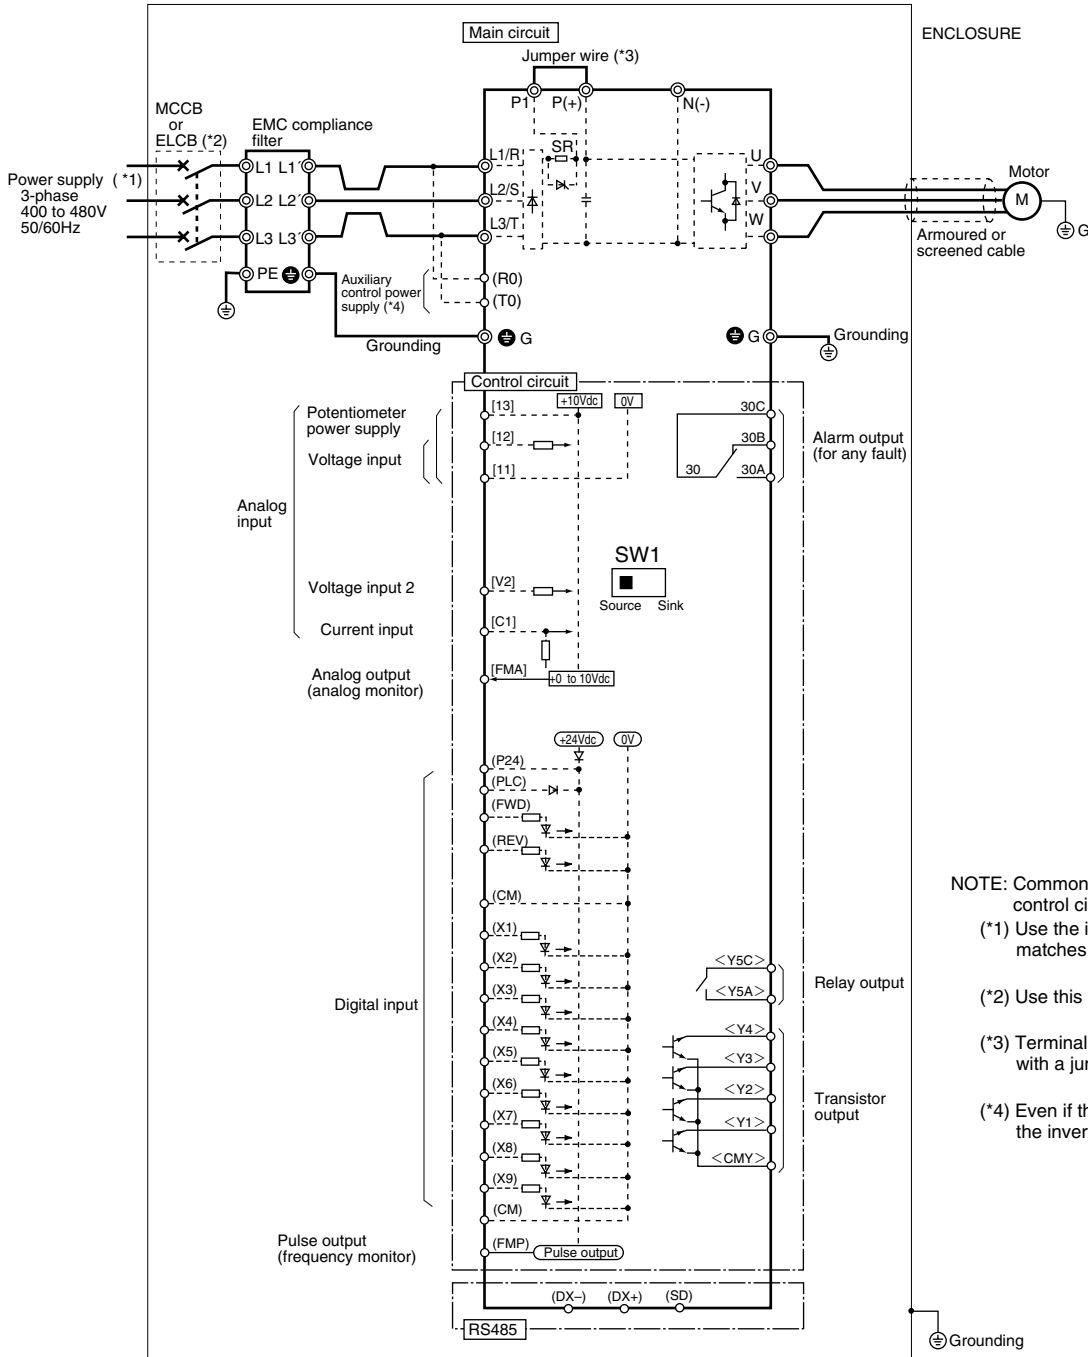 Main circuit
ENCLOSURE
Jumper wire (*3)
P1 P(+) N(-)
MCCB
or
ELCB (*2)
EMC compliance
filter
Power supply (*1)
3-phase
400 to 480V
50/60Hz
L1 L1´
L2 L2´
L3 L3´
PE
L1/R
L2/S
L3/T
SR
U
V
W
Motor
M
G
Armoured or
screened cable
Auxiliary
control power
supply (*4)
(R0)
(T0)
Grounding
G
G
Grounding
Control circuit
Potentiometer
power supply
Voltage input
Analog
input
Voltage input 2
Current input
Analog output
(analog monitor)
[13]
[12]
[11]
+10Vdc
0V
30C
30B
30
30A
Alarm output
(for any fault)
SW1
Source Sink
[V2]
[C1]
[FMA]
+0 to 10Vdc
+24Vdc
0V
(P24)
(PLC)
(FWD)
(REV)
(CM)
(X1)
(X2)
(X3)
(X4)
(X5)
(X6)
(X7)
(X8)
(X9)
(CM)
Digital input
Pulse output
(frequency monitor)
(FMP)
Pulse output
<Y5C>
<Y5A>
Relay output
<Y4>
<Y3>
<Y2>
<Y1>
<CMY>
Transistor
output
(DX–) (DX+) (SD)
RS485
Grounding
NOTE: Common
control ci
(*1) Use the i
matches
(*2) Use this
(*3) Terminal
with a ju
(*4) Even if th
the inver